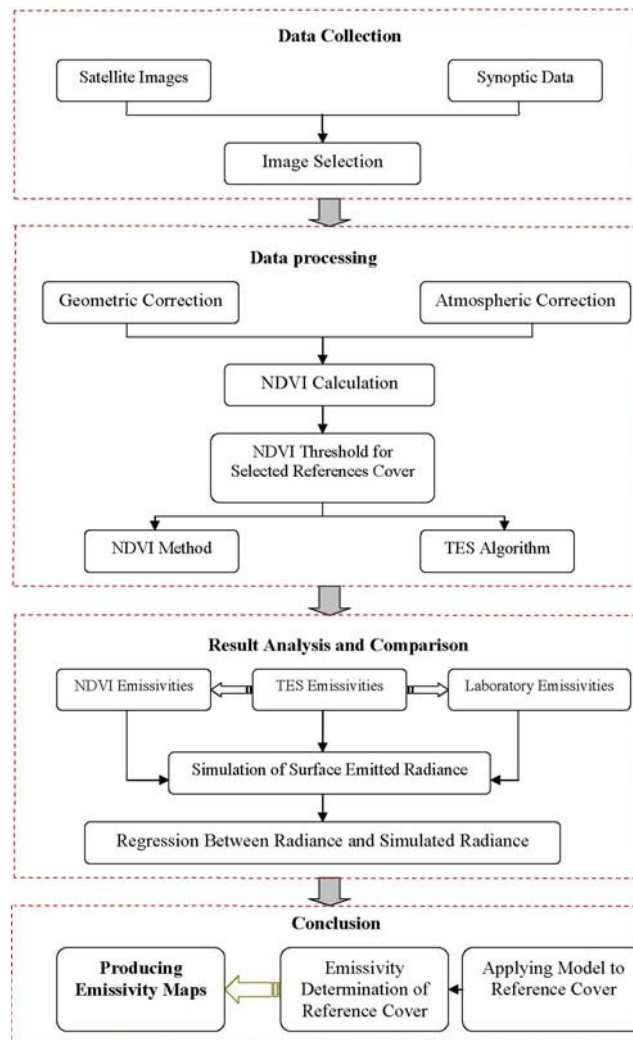 Data Collection
Satellite Images
Synoptic Data
Image Selection
Data processing
Geometric Correction
Atmospheric Correction
NDVI Calculation
NDVI Threshold for
Selected References Cover
NDVI Method
TES Algorithm
Result Analysis and Comparison
NDVI Emissivities
TES Emissivities
Laboratory Emissivities
Simulation of Surface Emitted Radiance
Regression Between Radiance and Simulated Radiance
Conclusion
Producing
Emissivity Maps
Emissivity
Determination of
Reference Cover
Applying Model to
Reference Cover